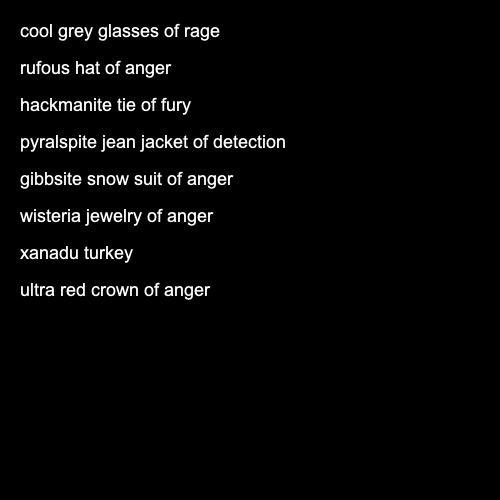 cool grey glasses of rage
rufous hat of anger
hackmanite tie of fury
pyralspite jean jacket of detection
gibbsite snow suit of anger
wisteria jewelry of anger
xanadu turkey
ultra red crown of anger